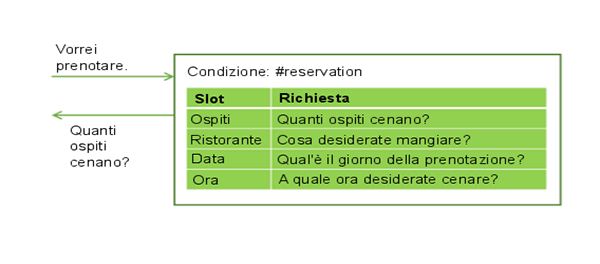 Vorrei
prenotare.
Quanti
ospiti
cenano?
Condizione: #reservation
Slot Richiesta
Ospiti Quanti ospiti cenano?
Ristorante Cosa desiderate mangiare?
Data Qual'è il giorno della prenotazione?
Ora A quale ora desiderate cenare?